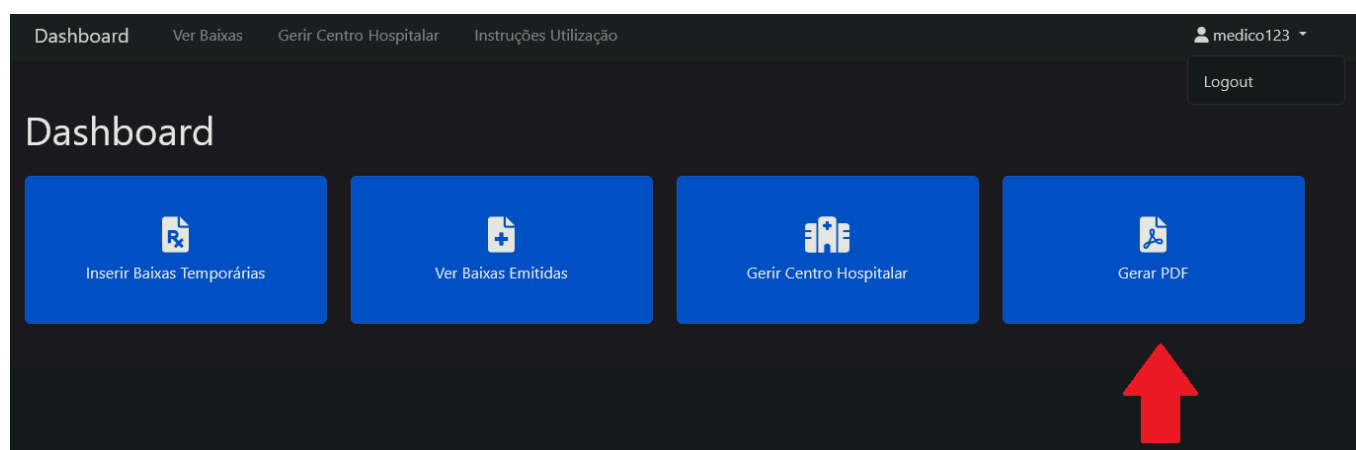 Dashboard Ver Baixas Gerir Centro Hospitalar Instruções Utilização medico123
Logout
Dashboard
Rx
Inserir Baixas Temporárias Ver Baixas Emitidas Gerir Centro Hospitalar Gerar PDF